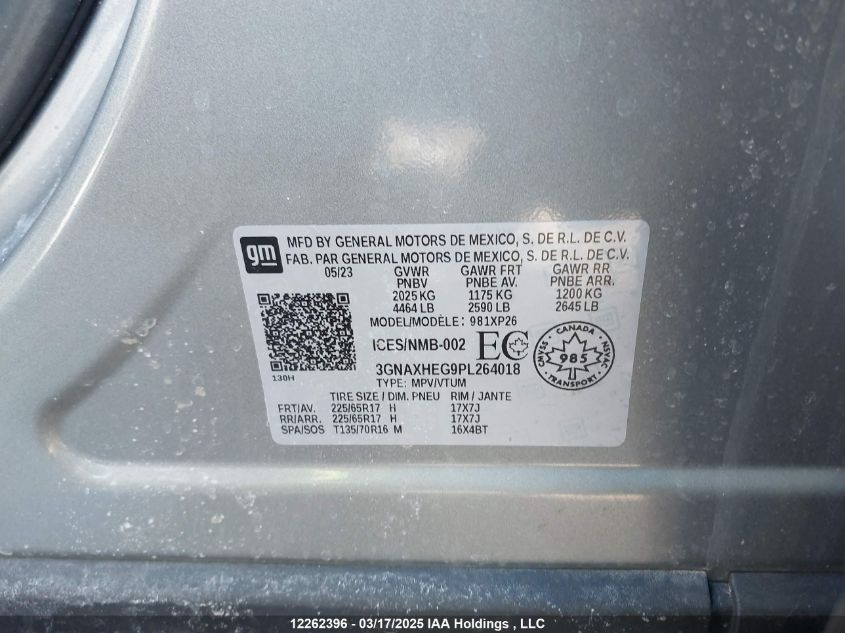 gm
MFD BY GENERAL MOTORS DE MEXICO, S. DE R.L. DE C.V.
FAB. PAR GENERAL MOTORS DE MEXICO, S. DE R.L. DE C.V.
05/23 GVWR GAWR FRT GAWR RR
PNBV PNBE AV. PNBE ARR.
2025 KG 1175 KG 1200 KG
4464 LB 2590 LB 2645 LB
MODEL/MODÈLE: 981XP26
ICES/NMB-002 EC
CANADA
CMVSS 985 NSVAC
TRANSPORT
3GNAXHEG9PL264018
130H
TYPE: MPV/VTUM
TIRE SIZE / DIM. PNEU RIM / JANTE
FRT/AV. 225/65R17 H 17X7J
RR/ARR. 225/65R17 H 17X7J
SPA/SOS T135/70R16 M 16X4BT
12262396 - 03/17/2025 IAA Holdings , LLC